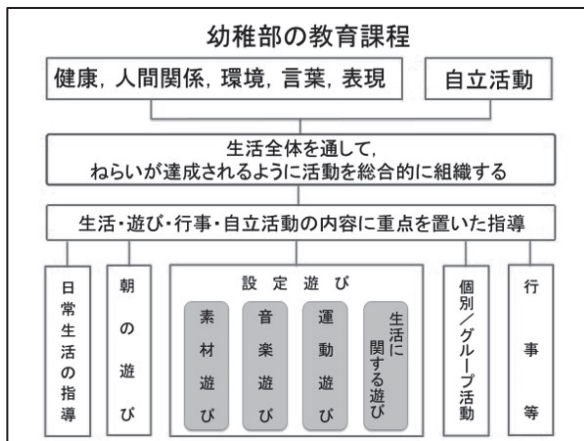 幼稚部の教育課程
健康，人間関係，環境，言葉，表現
自立活動
生活全体を通して，
ねらいが達成されるように活動を総合的に組織する
生活・遊び・行事・自立活動の内容に重点を置いた指導
日常生活の指導
朝の遊び
設定遊び
素材遊び
音楽遊び
運動遊び
生活に
関する遊び
個別／グループ活動
行事等